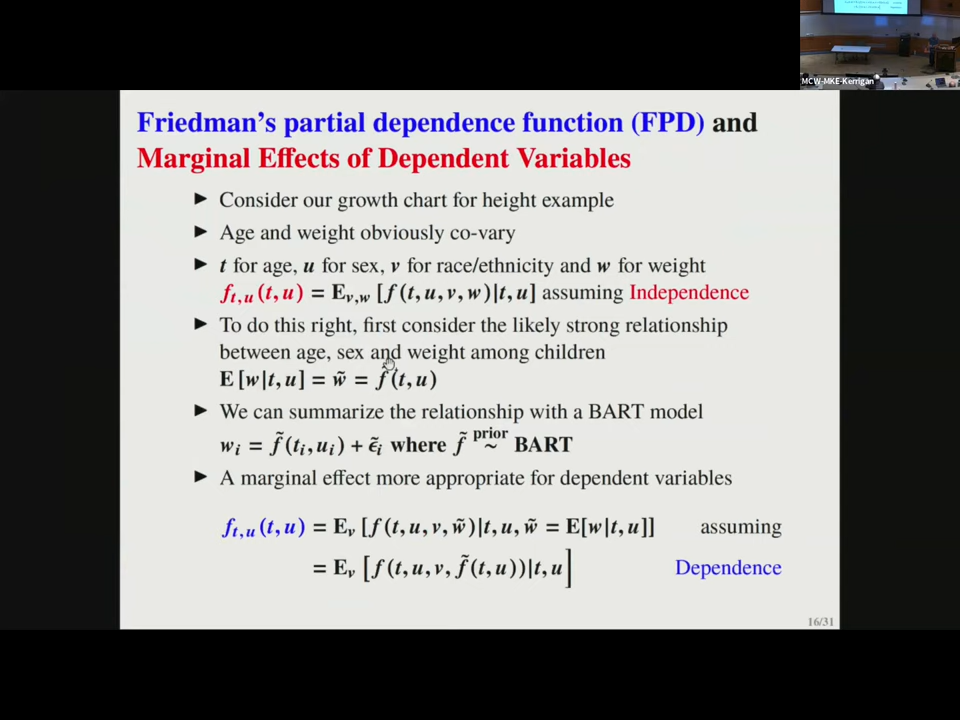 MCW-MKE-Kerrigan
Friedman's partial dependence function (FPD) and
Marginal Effects of Dependent Variables
► Consider our growth chart for height example
► Age and weight obviously co-vary
► t for age, u for sex, v for race/ethnicity and w for weight
f_{t,u}(t, u) = E_{v,w} [f(t, u, v, w)|t, u] assuming Independence
► To do this right, first consider the likely strong relationship
between age, sex and weight among children
E [w|t, u] = w̃ = f̃(t, u)
► We can summarize the relationship with a BART model
w_i = f̃(t_i, u_i) + ε̃_i where f̃ prior ~ BART
► A marginal effect more appropriate for dependent variables
f_{t,u}(t, u) = E_v [f(t, u, v, w̃)|t, u, w̃ = E[w|t, u]] assuming
= E_v [f(t, u, v, f̃(t, u))|t, u] Dependence
16/31